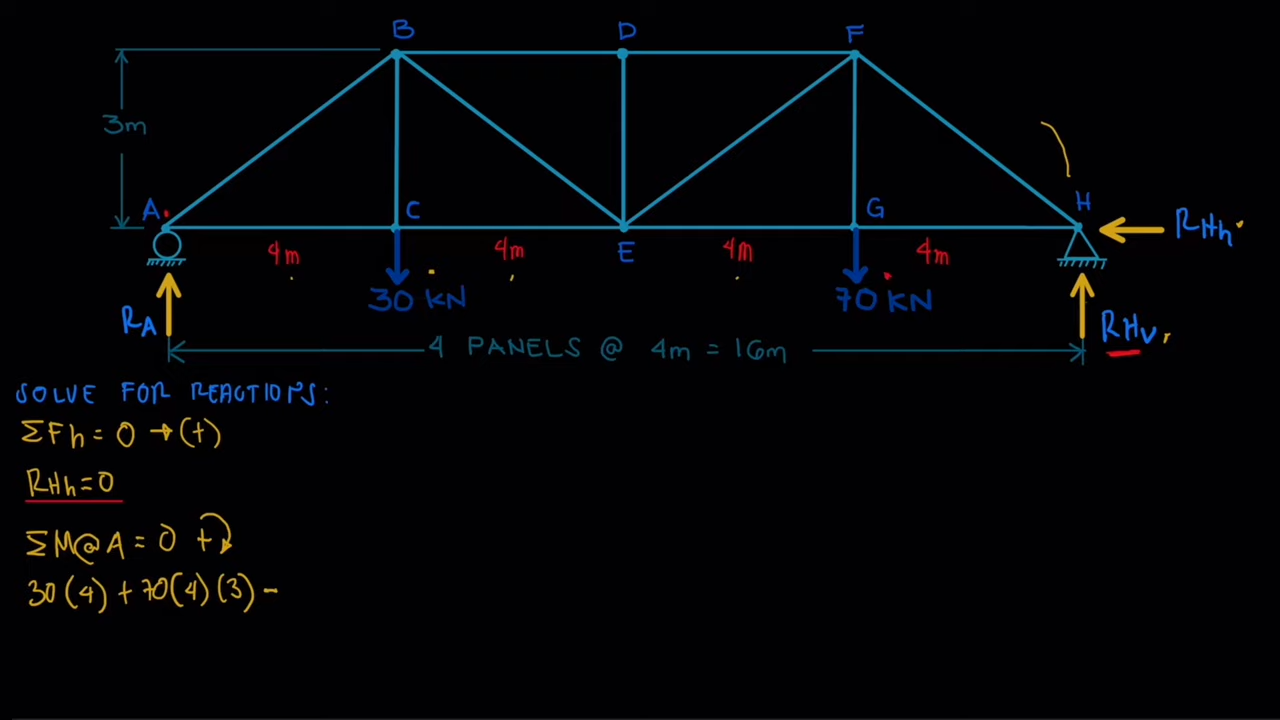 B D F
3m
A C E G H
RHh
4m 4m 4m 4m
30 KN 70 KN
RA RHv
4 PANELS @ 4m = 16m
SOLVE FOR REACTIONS:
ΣFh = 0 → (+)
RHh = 0
ΣM@A = 0 +↷
30(4) + 70(4)(3) -